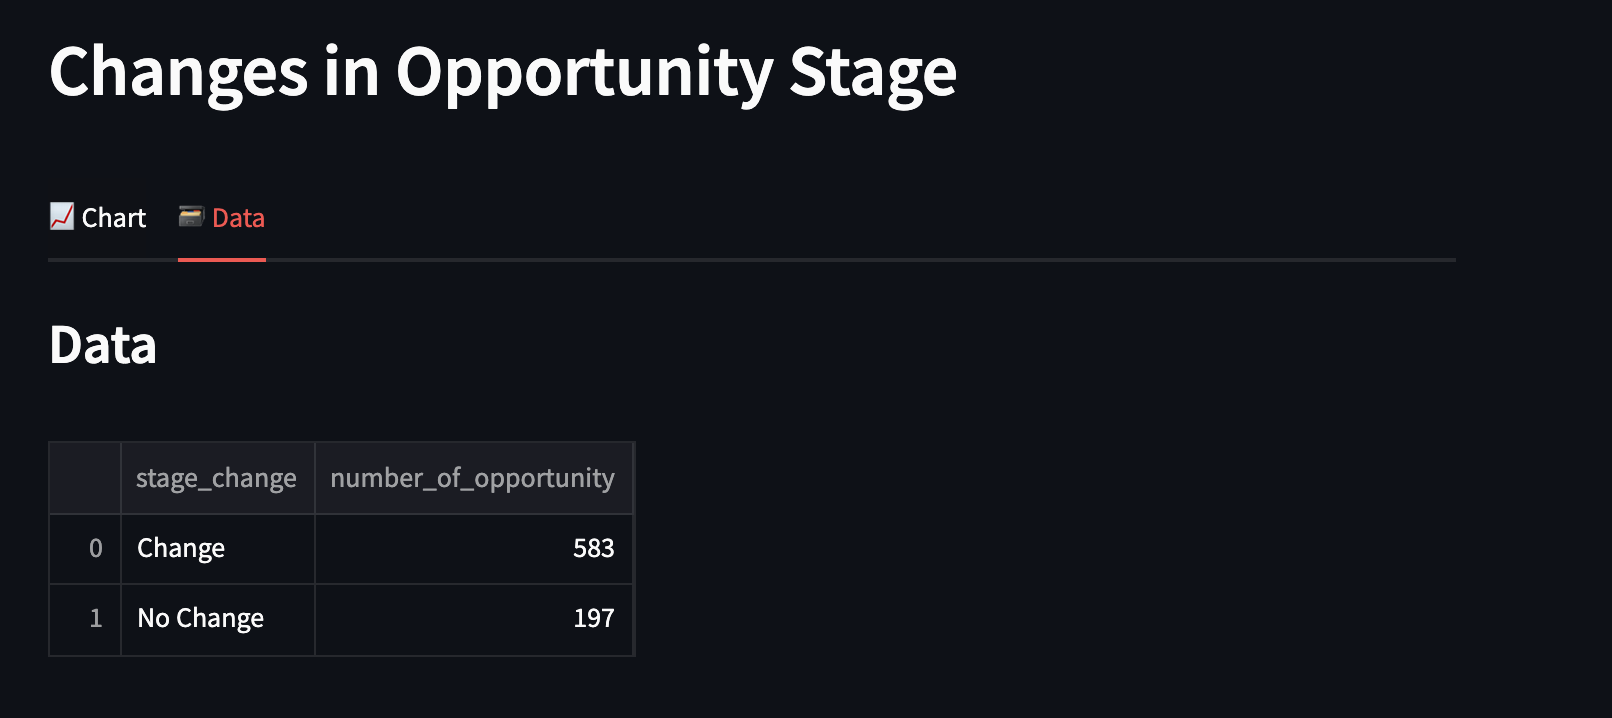 Changes in Opportunity Stage
📈 Chart 🗃️ Data
Data
stage_change number_of_opportunity
0 Change 583
1 No Change 197